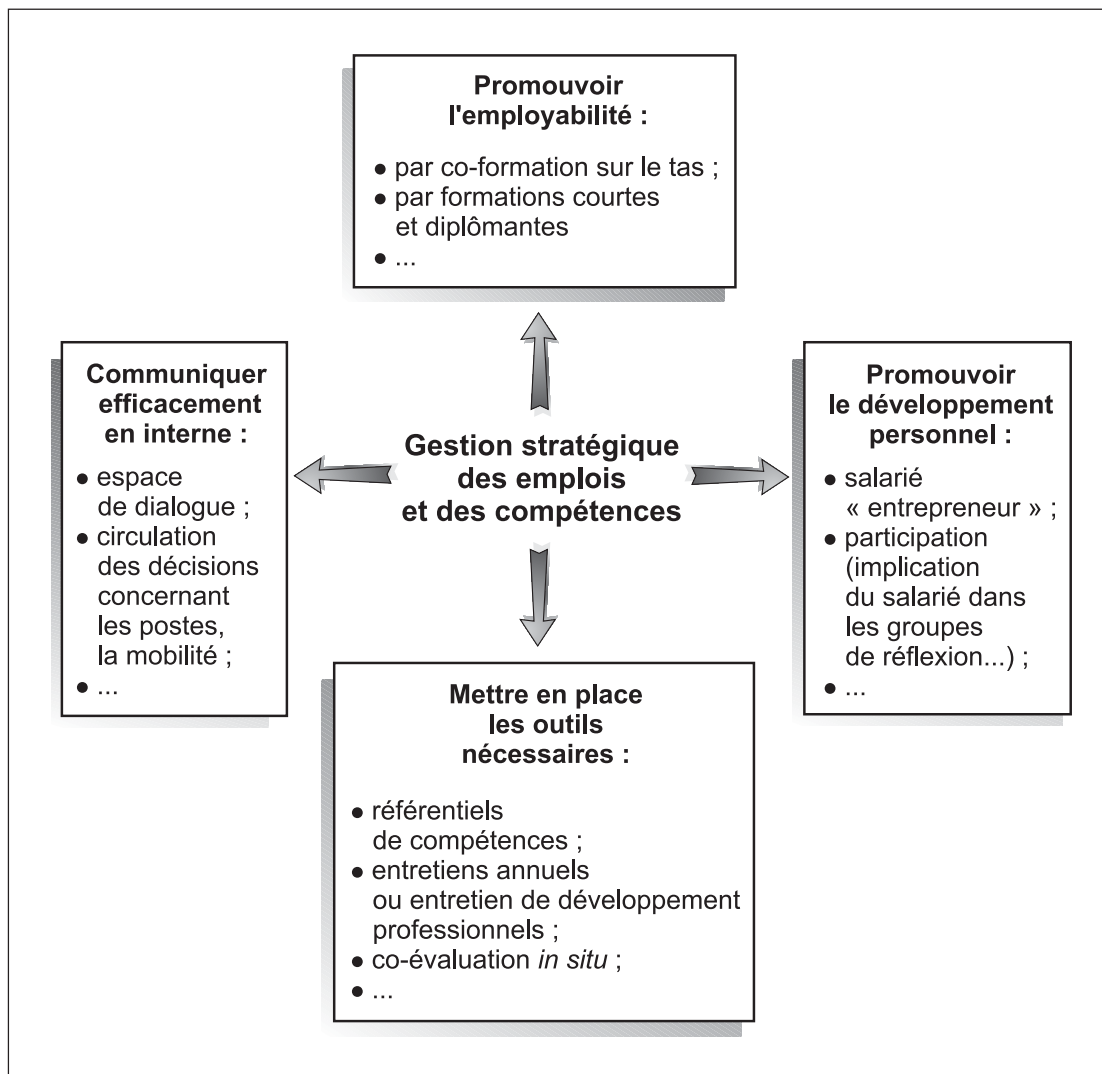 Promouvoir
l'employabilité :
● par co-formation sur le tas ;
● par formations courtes
et diplômantes
● ...
Communiquer
efficacement
en interne :
● espace
de dialogue ;
● circulation
des décisions
concernant
les postes,
la mobilité ;
● ...
Gestion stratégique
des emplois
et des compétences
Promouvoir
le développement
personnel :
● salarié
« entrepreneur » ;
● participation
(implication
du salarié dans
les groupes
de réflexion...) ;
● ...
Mettre en place
les outils
nécessaires :
● référentiels
de compétences ;
● entretiens annuels
ou entretien de développement
professionnels ;
● co-évaluation in situ ;
● ...